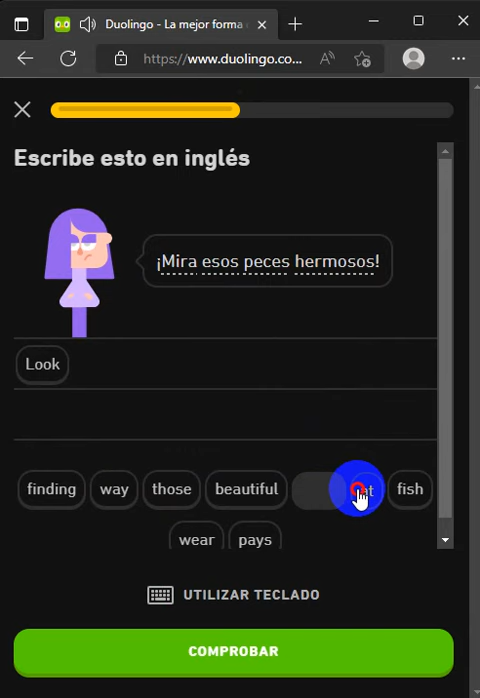 Duolingo - La mejor forma
https://www.duolingo.co...
Escribe esto en inglés
¡Mira esos peces hermosos!
Look
finding way those beautiful fish
wear pays
UTILIZAR TECLADO
COMPROBAR